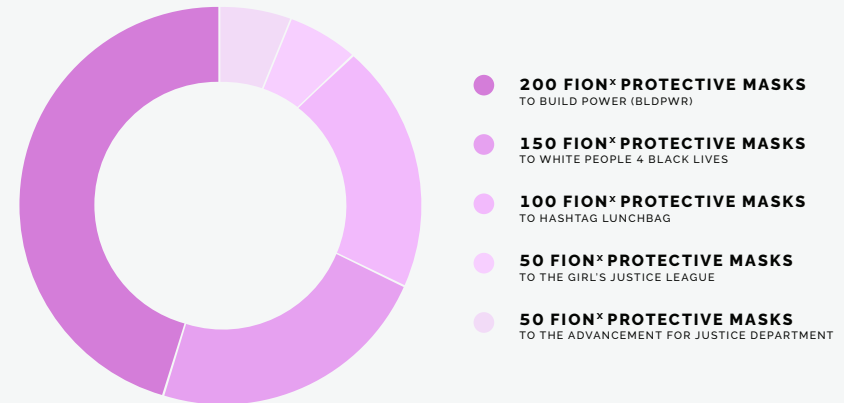 200 FIONˣ PROTECTIVE MASKS
TO BUILD POWER (BLDPWR)
150 FIONˣ PROTECTIVE MASKS
TO WHITE PEOPLE 4 BLACK LIVES
100 FIONˣ PROTECTIVE MASKS
TO HASHTAG LUNCHBAG
50 FIONˣ PROTECTIVE MASKS
TO THE GIRL'S JUSTICE LEAGUE
50 FIONˣ PROTECTIVE MASKS
TO THE ADVANCEMENT FOR JUSTICE DEPARTMENT